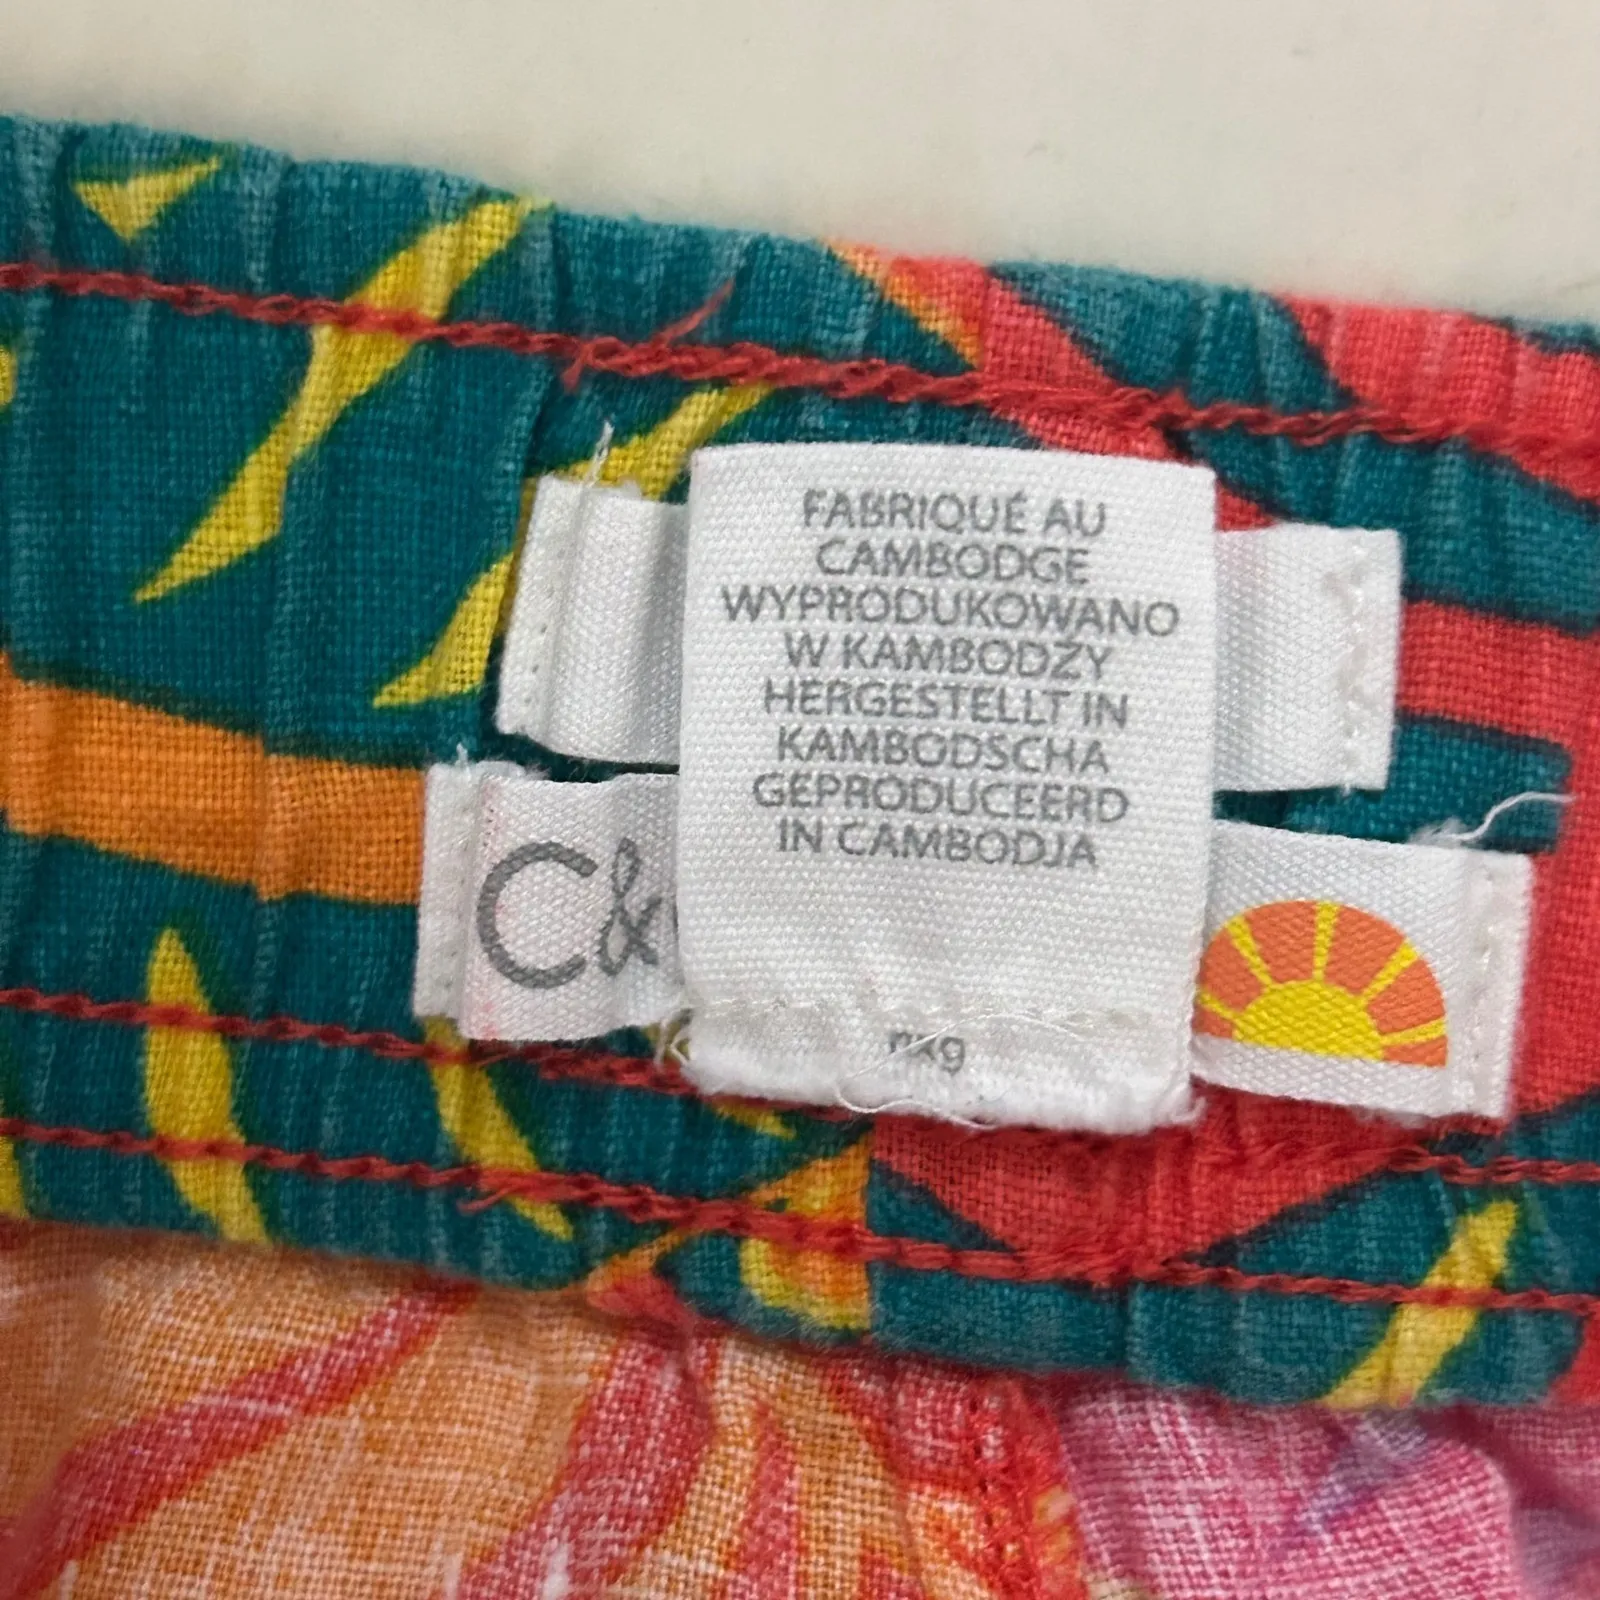 FABRIQUÉ AU
CAMBODGE
WYPRODUKOWANO
W KAMBODŻY
HERGESTELLT IN
KAMBODSCHA
GEPRODUCEERD
IN CAMBODJA
C&